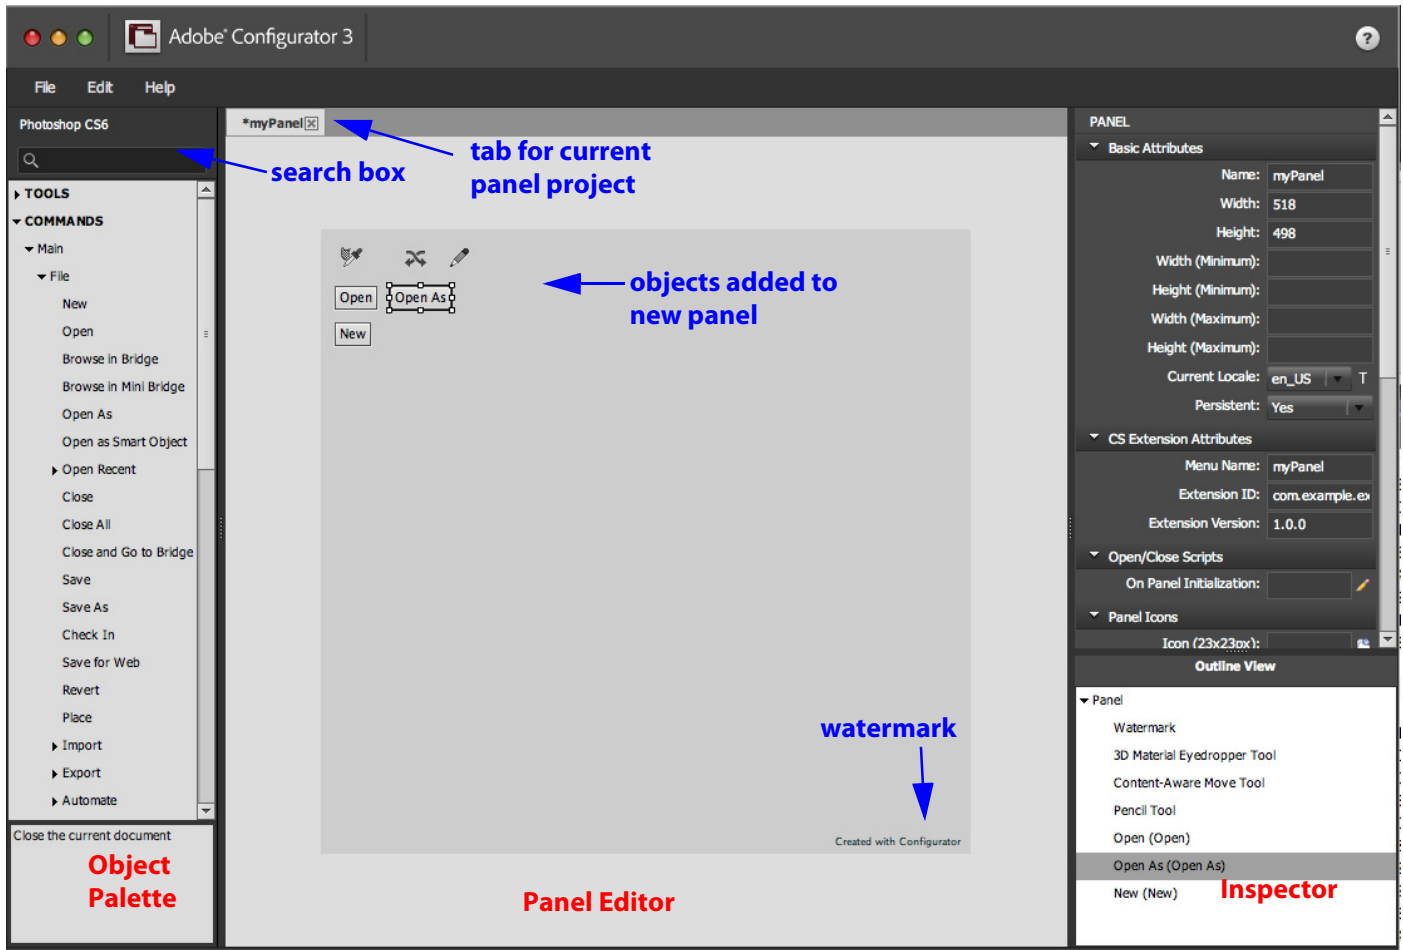 Adobe® Configurator 3
?
File Edit Help
Photoshop CS6
TOOLS
COMMANDS
Main
File
New
Open
Browse in Bridge
Browse in Mini Bridge
Open As
Open as Smart Object
Open Recent
Close
Close All
Close and Go to Bridge
Save
Save As
Check In
Save for Web
Revert
Place
Import
Export
Automate
Close the current document
Object
Palette
*myPanel
search box
tab for current
panel project
Open
Open As
New
objects added to
new panel
watermark
Created with Configurator
Panel Editor
PANEL
Basic Attributes
Name: myPanel
Width: 518
Height: 498
Width (Minimum):
Height (Minimum):
Width (Maximum):
Height (Maximum):
Current Locale: en_US T
Persistent: Yes
CS Extension Attributes
Menu Name: myPanel
Extension ID: com.example.ex
Extension Version: 1.0.0
Open/Close Scripts
On Panel Initialization:
Panel Icons
Icon (23x23px):
Outline View
Panel
Watermark
3D Material Eyedropper Tool
Content-Aware Move Tool
Pencil Tool
Open (Open)
Open As (Open As)
New (New)
Inspector